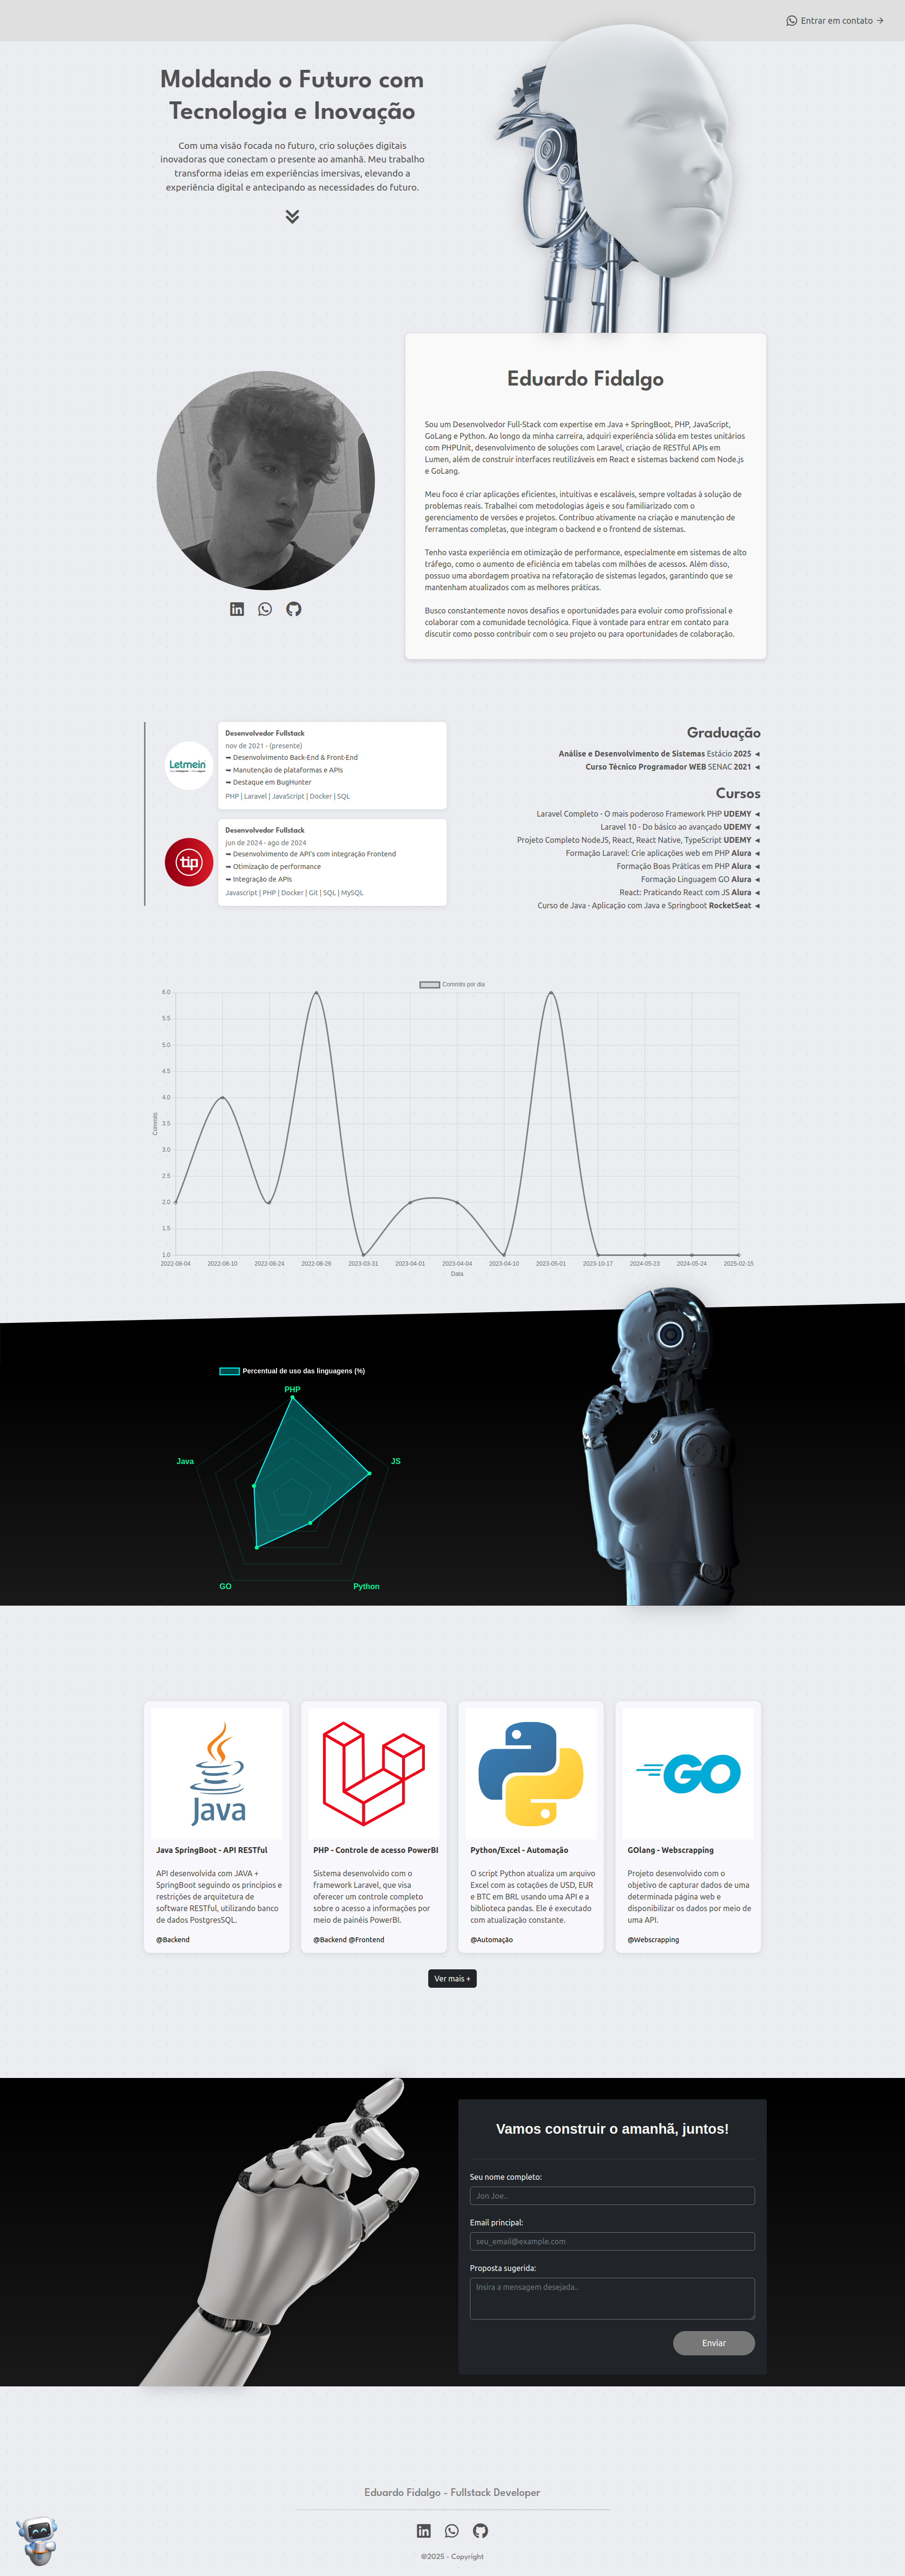 Entrar em contato →
Moldando o Futuro com
Tecnologia e Inovação
Com uma visão focada no futuro, crio soluções digitais
inovadoras que conectam o presente ao amanhã. Meu trabalho
transforma ideias em experiências imersivas, elevando a
experiência digital e antecipando as necessidades do futuro.
Eduardo Fidalgo
Sou um Desenvolvedor Full-Stack com expertise em Java + SpringBoot, PHP, JavaScript,
GoLang e Python. Ao longo da minha carreira, adquiri experiência sólida em testes unitários
com PHPUnit, desenvolvimento de soluções com Laravel, criação de RESTful APIs em
Lumen, além de construir interfaces reutilizáveis em React e sistemas backend com Node.js
e GoLang.
Meu foco é criar aplicações eficientes, intuitivas e escaláveis, sempre voltadas à solução de
problemas reais. Trabalhei com metodologias ágeis e sou familiarizado com o
gerenciamento de versões e projetos. Contribuo ativamente na criação e manutenção de
ferramentas completas, que integram o backend e o frontend de sistemas.
Tenho vasta experiência em otimização de performance, especialmente em sistemas de alto
tráfego, como o aumento de eficiência em tabelas com milhões de acessos. Além disso,
possuo uma abordagem proativa na refatoração de sistemas legados, garantindo que se
mantenham atualizados com as melhores práticas.
Busco constantemente novos desafios e oportunidades para evoluir como profissional e
colaborar com a comunidade tecnológica. Fique à vontade para entrar em contato para
discutir como posso contribuir com o seu projeto ou para oportunidades de colaboração.
Letmein
Desenvolvedor Fullstack
nov de 2021 - (presente)
➥ Desenvolvimento Back-End & Front-End
➥ Manutenção de plataformas e APIs
➥ Destaque em BugHunter
PHP | Laravel | JavaScript | Docker | SQL
tip
Desenvolvedor Fullstack
jun de 2024 - ago de 2024
➥ Desenvolvimento de API's com integração Frontend
➥ Otimização de performance
➥ Integração de APIs
Javascript | PHP | Docker | Git | SQL | MySQL
Graduação
Análise e Desenvolvimento de Sistemas Estácio 2025 ◄
Curso Técnico Programador WEB SENAC 2021 ◄
Cursos
Laravel Completo - O mais poderoso Framework PHP UDEMY ◄
Laravel 10 - Do básico ao avançado UDEMY ◄
Projeto Completo NodeJS, React, React Native, TypeScript UDEMY ◄
Formação Laravel: Crie aplicações web em PHP Alura ◄
Formação Boas Práticas em PHP Alura ◄
Formação Linguagem GO Alura ◄
React: Praticando React com JS Alura ◄
Curso de Java - Aplicação com Java e Springboot RocketSeat ◄
Commits por dia
6.0
5.5
5.0
4.5
4.0
3.5
3.0
2.5
2.0
1.5
1.0
Commits
2022-08-04 2022-08-10 2022-08-24 2022-08-26 2023-03-31 2023-04-01 2023-04-04 2023-04-10 2023-05-01 2023-10-17 2024-05-23 2024-05-24 2025-02-15
Data
Percentual de uso das linguagens (%)
PHP
Java
JS
GO
Python
Java
Java SpringBoot - API RESTful
API desenvolvida com JAVA +
SpringBoot seguindo os princípios e
restrições de arquitetura de
software RESTful, utilizando banco
de dados PostgresSQL.
@Backend
PHP - Controle de acesso PowerBI
Sistema desenvolvido com o
framework Laravel, que visa
oferecer um controle completo
sobre o acesso a informações por
meio de painéis PowerBI.
@Backend @Frontend
Python/Excel - Automação
O script Python atualiza um arquivo
Excel com as cotações de USD, EUR
e BTC em BRL usando uma API e a
biblioteca pandas. Ele é executado
com atualização constante.
@Automação
GO
GOlang - Webscrapping
Projeto desenvolvido com o
objetivo de capturar dados de uma
determinada página web e
disponibilizar os dados por meio de
uma API.
@Webscrapping
Ver mais +
Vamos construir o amanhã, juntos!
Seu nome completo:
Jon Joe..
Email principal:
seu_email@example.com
Proposta sugerida:
Insira a mensagem desejada..
Enviar
Eduardo Fidalgo - Fullstack Developer
©2025 - Copyright